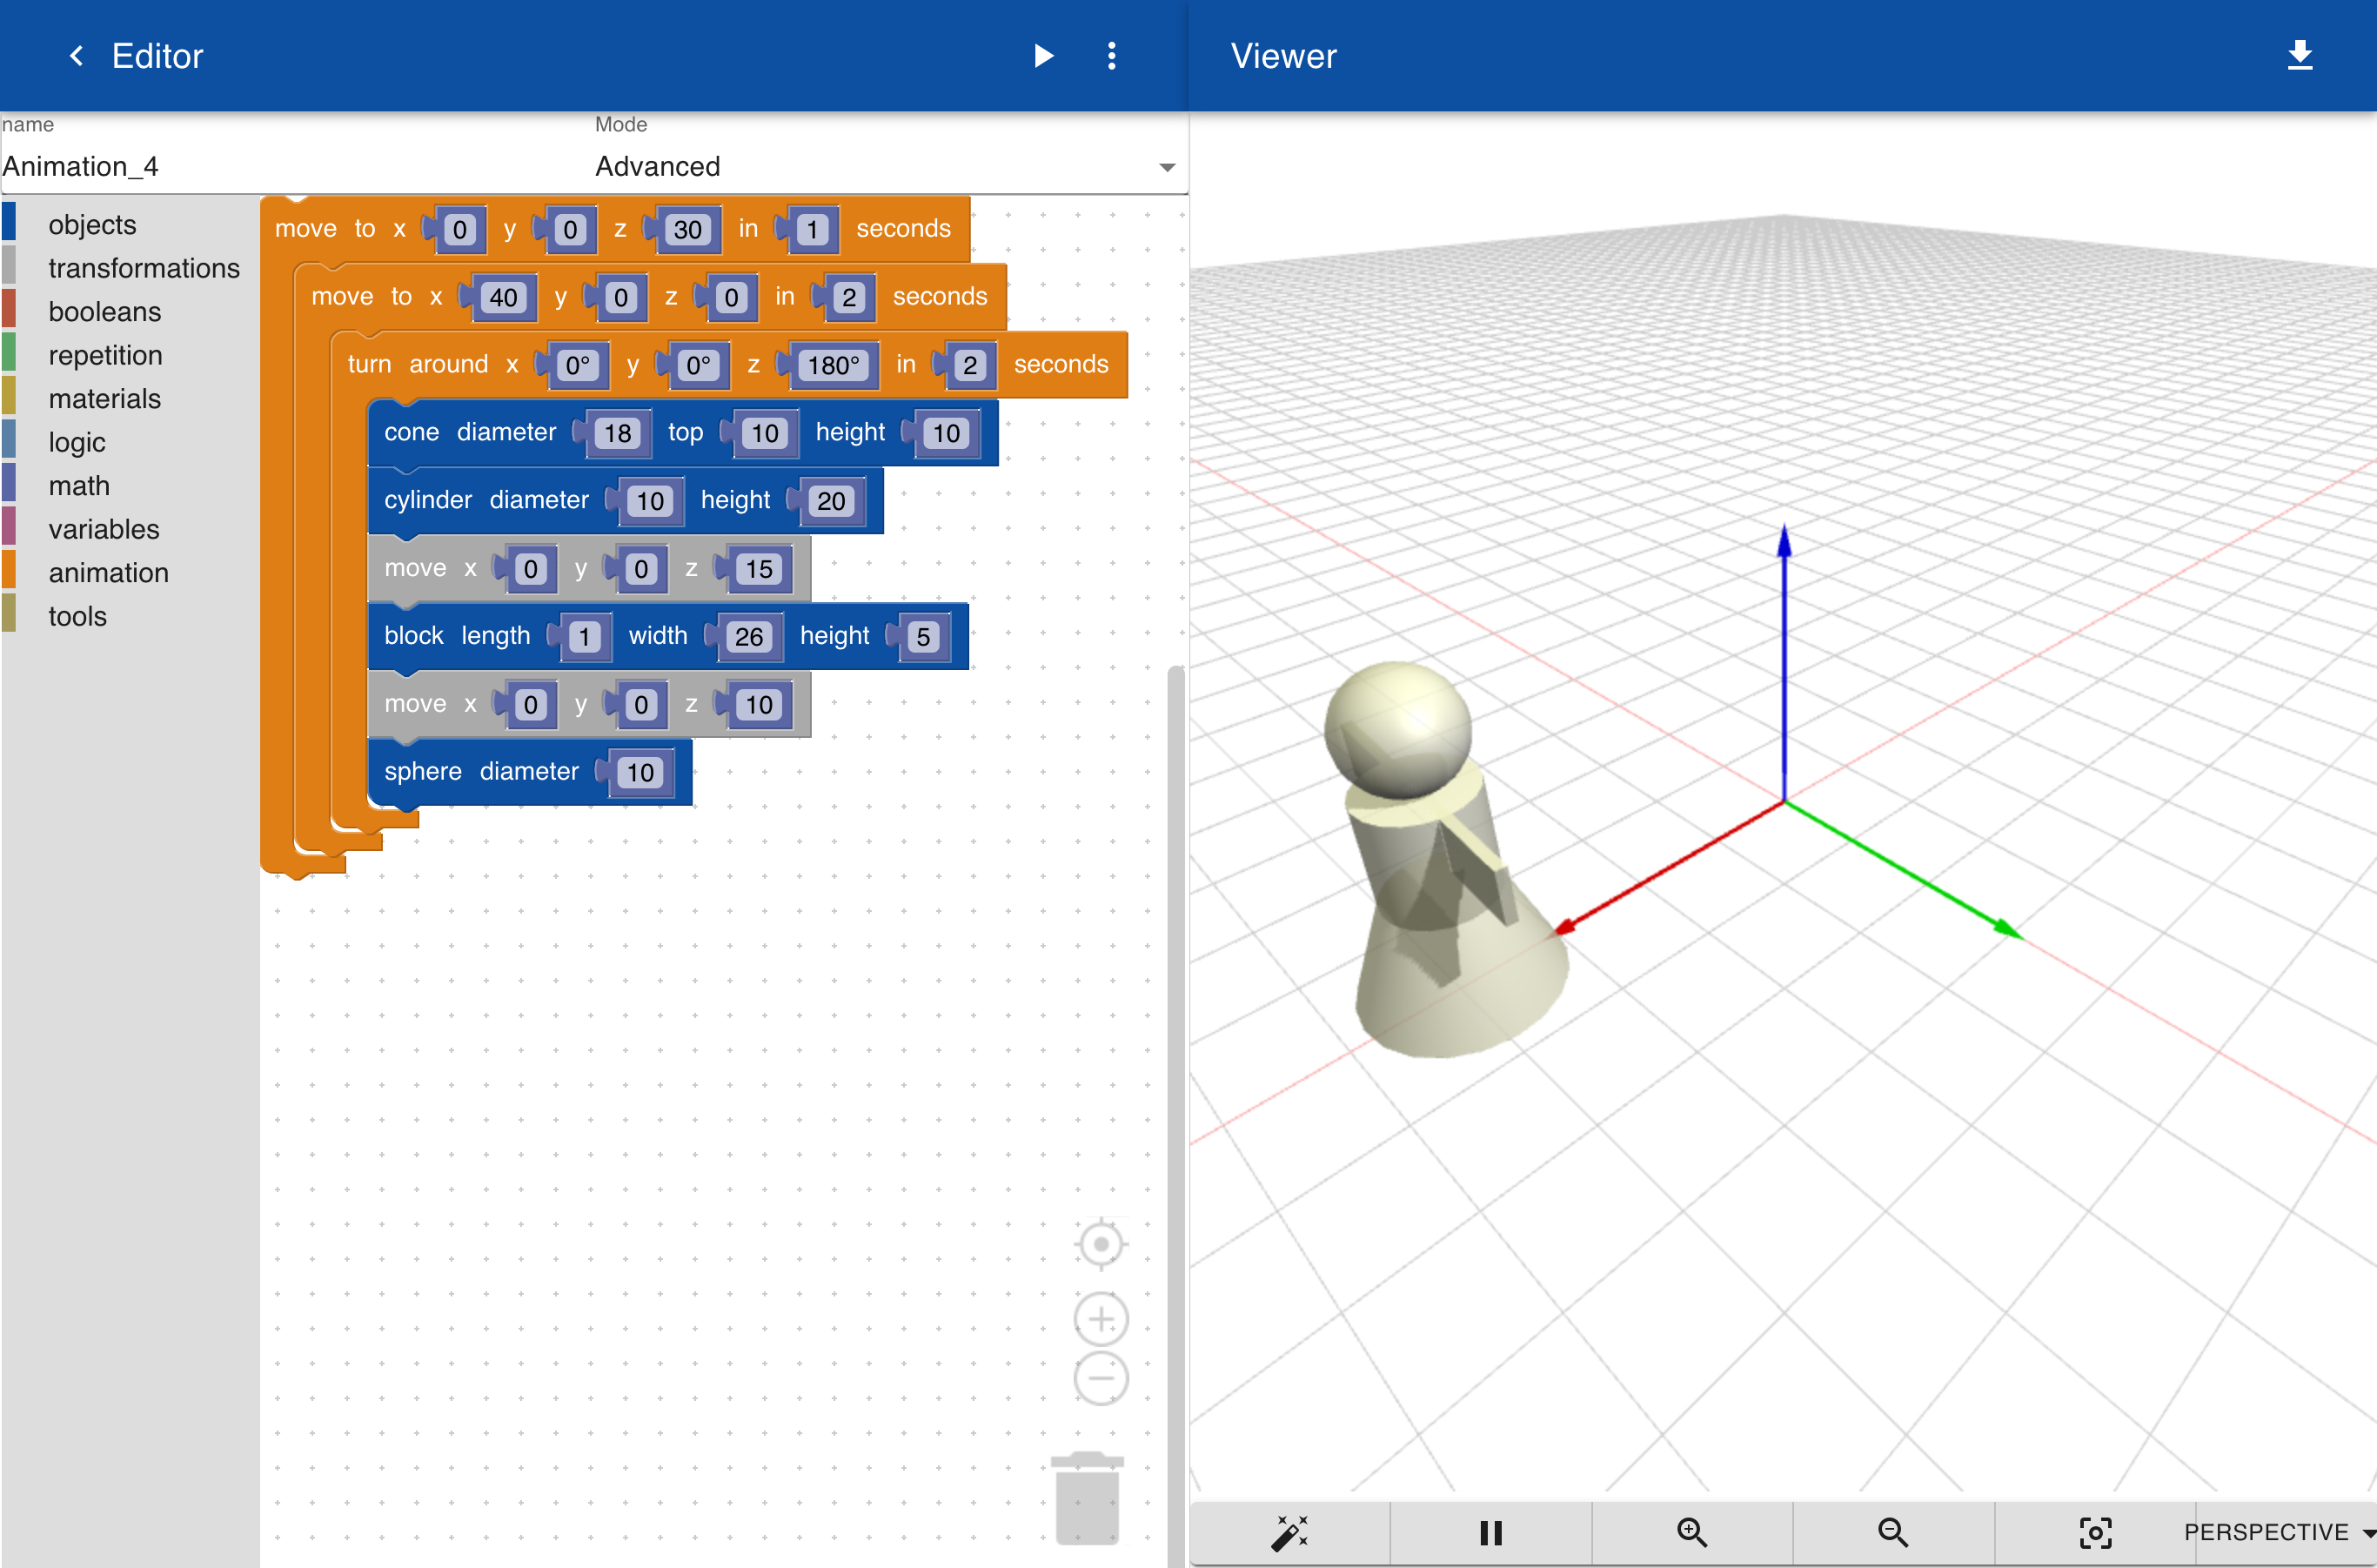 Editor
Viewer
name
Mode
Animation_4
Advanced
objects
transformations
booleans
repetition
materials
logic
math
variables
animation
tools
move to x 0 y 0 z 30 in 1 seconds
move to x 40 y 0 z 0 in 2 seconds
turn around x 0° y 0° z 180° in 2 seconds
cone diameter 18 top 10 height 10
cylinder diameter 10 height 20
move x 0 y 0 z 15
block length 1 width 26 height 5
move x 0 y 0 z 10
sphere diameter 10
PERSPECTIVE